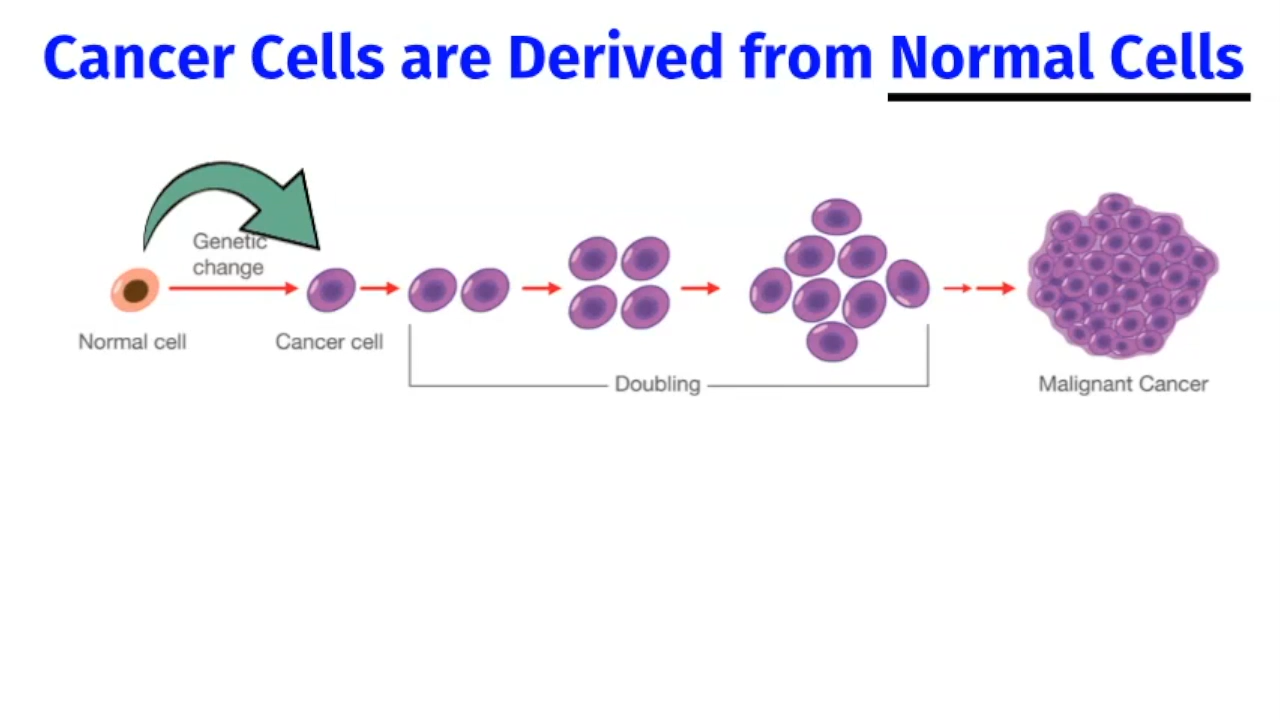 Cancer Cells are Derived from Normal Cells
Genetic
change
Normal cell
Cancer cell
Doubling
Malignant Cancer